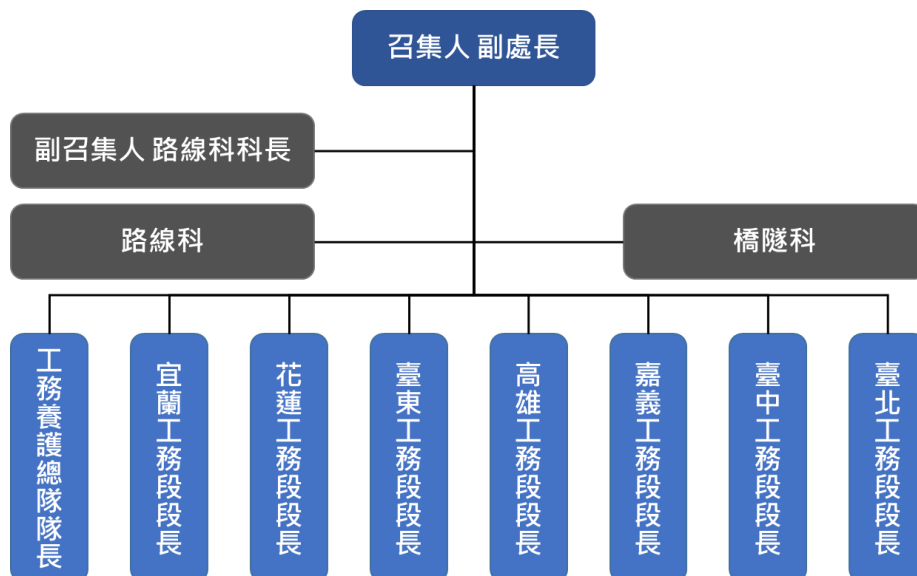 召集人 副處長
副召集人 路線科科長
路線科
橋隧科
工務養護總隊隊長
宜蘭工務段段長
花蓮工務段段長
臺東工務段段長
高雄工務段段長
嘉義工務段段長
臺中工務段段長
臺北工務段段長